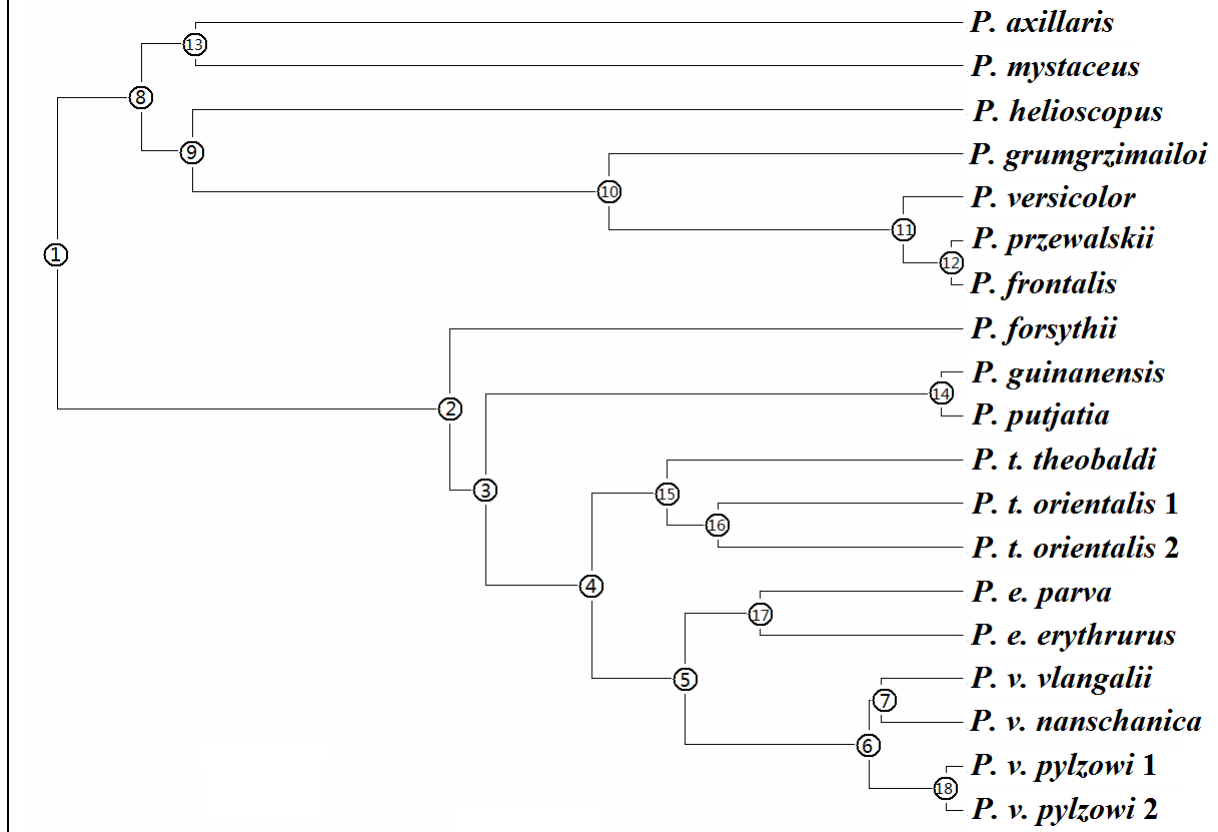 P. axillaris
13
P. mystaceus
8
P. helioscopus
9
P. grumgrzimailoi
10
P. versicolor
11
P. przewalskii
1
12
P. frontalis
P. forsythii
P. guinanensis
14
2
P. putjatia
P. t. theobaldi
3
15
P. t. orientalis 1
16
P. t. orientalis 2
4
P. e. parva
17
P. e. erythrurus
5
P. v. vlangalii
7
P. v. nanschanica
6
P. v. pylzowi 1
18
P. v. pylzowi 2